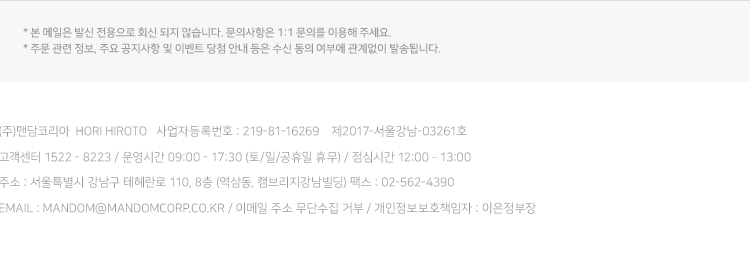 * 본 메일은 발신 전용으로 회신 되지 않습니다. 문의사항은 1:1 문의를 이용해 주세요.
* 주문 관련 정보, 주요 공지사항 및 이벤트 당첨 안내 등은 수신 동의 여부에 관계없이 발송됩니다.
(주)맨담코리아 HORI HIROTO 사업자등록번호 : 219-81-16269 제2017-서울강남-03261호
고객센터 1522 - 8223 / 운영시간 09:00 - 17:30 (토/일/공휴일 휴무) / 점심시간 12:00 – 13:00
주소 : 서울특별시 강남구 테헤란로 110, 8층 (역삼동, 캠브리지강남빌딩) 팩스 : 02-562-4390
EMAIL : MANDOM@MANDOMCORP.CO.KR / 이메일 주소 무단수집 거부 / 개인정보보호책임자 : 이은정부장